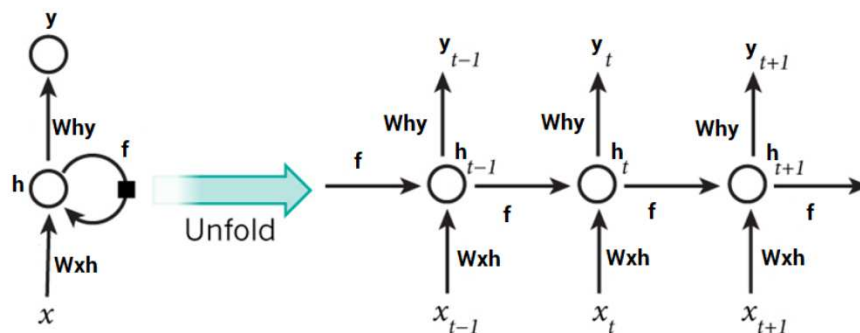 y
Why
f
h
Wxh
x
Unfold
y t-1
y t
y t+1
Why
Why
Why
f
h t-1
h t
h t+1
f
f
f
Wxh
Wxh
Wxh
x t-1
x t
x t+1